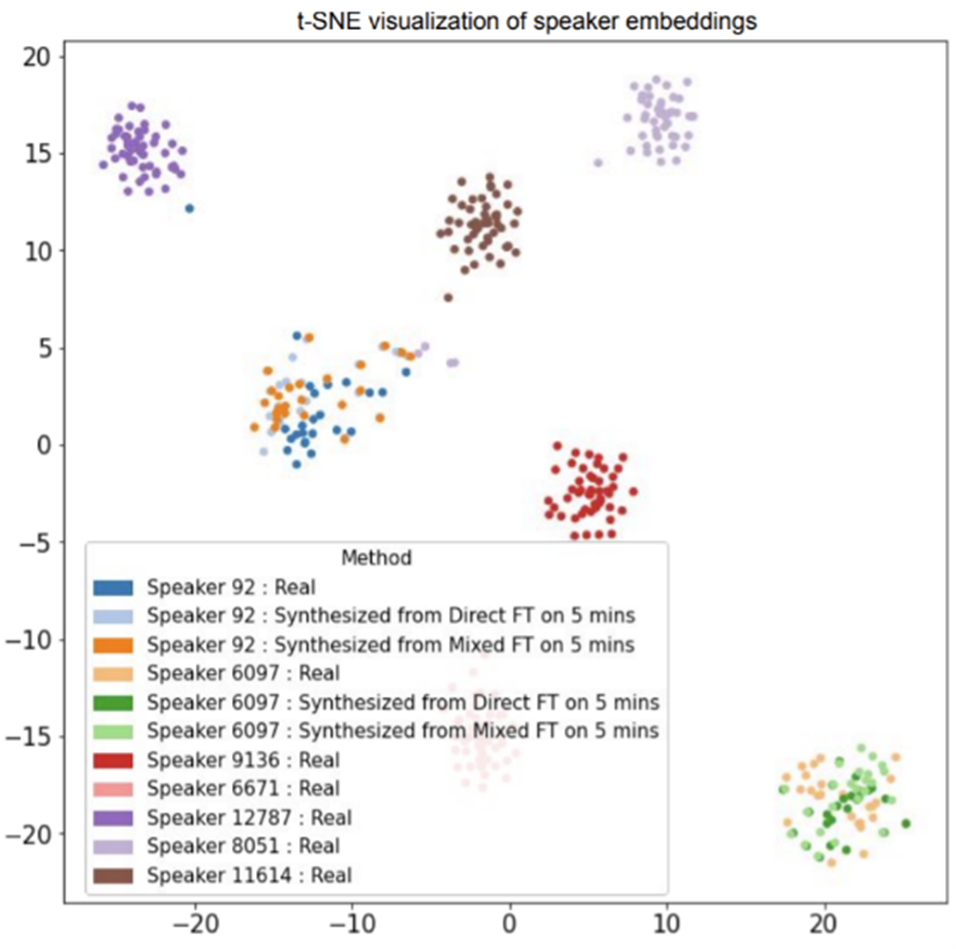 t-SNE visualization of speaker embeddings
20
15
10
5
0
−5
−10
−15
−20
Method
Speaker 92 : Real
Speaker 92 : Synthesized from Direct FT on 5 mins
Speaker 92 : Synthesized from Mixed FT on 5 mins
Speaker 6097 : Real
Speaker 6097 : Synthesized from Direct FT on 5 mins
Speaker 6097 : Synthesized from Mixed FT on 5 mins
Speaker 9136 : Real
Speaker 6671 : Real
Speaker 12787 : Real
Speaker 8051 : Real
Speaker 11614 : Real
−20 −10 0 10 20